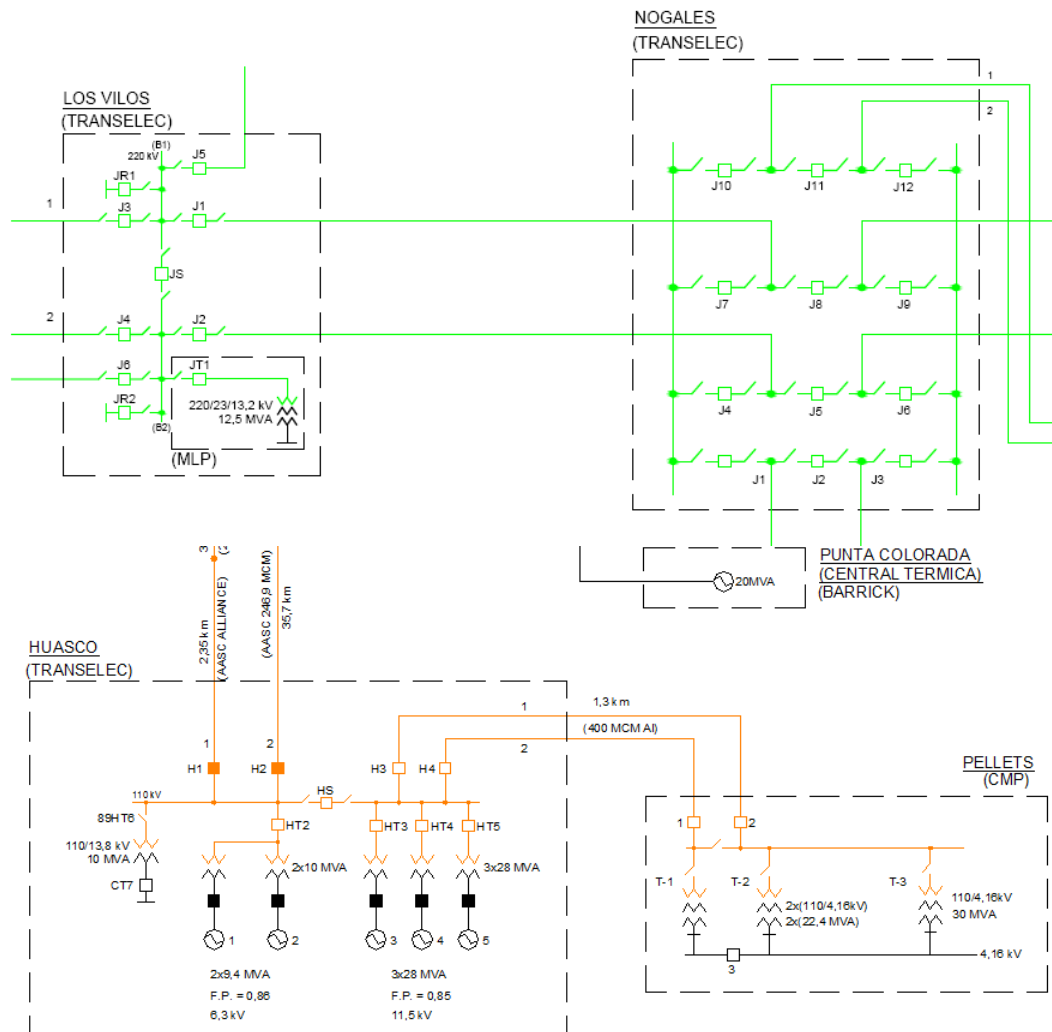 NOGALES
(TRANSELEC)
1
2
J10
J11
J12
J7
J8
J9
J4
J5
J6
J1
J2
J3
LOS VILOS
(TRANSELEC)
(B1)
220 kV
J5
JR1
1
J3
J1
JS
2
J4
J2
J6
JT1
JR2
220/23/13,2 kV
12,5 MVA
(B2)
(MLP)
PUNTA COLORADA
(CENTRAL TERMICA)
(BARRICK)
20MVA
3
2,35 km
(AASC ALLIANCE)
(AASC 246,9 MCM)
35,7 km
HUASCO
(TRANSELEC)
1
2
H1
H2
H3
H4
110 kV
HS
89HT6
HT2
HT3
HT4
HT5
110/13,8 kV
10 MVA
2x10 MVA
3x28 MVA
CT7
1
2
3
4
5
2x9,4 MVA
F.P. = 0,86
6,3 kV
3x28 MVA
F.P. = 0,85
11,5 kV
1
1,3 km
(400 MCM Al)
2
PELLETS
(CMP)
1
2
T-1
T-2
T-3
2x(110/4,16kV)
2x(22,4 MVA)
110/4,16kV
30 MVA
4,16 kV
3